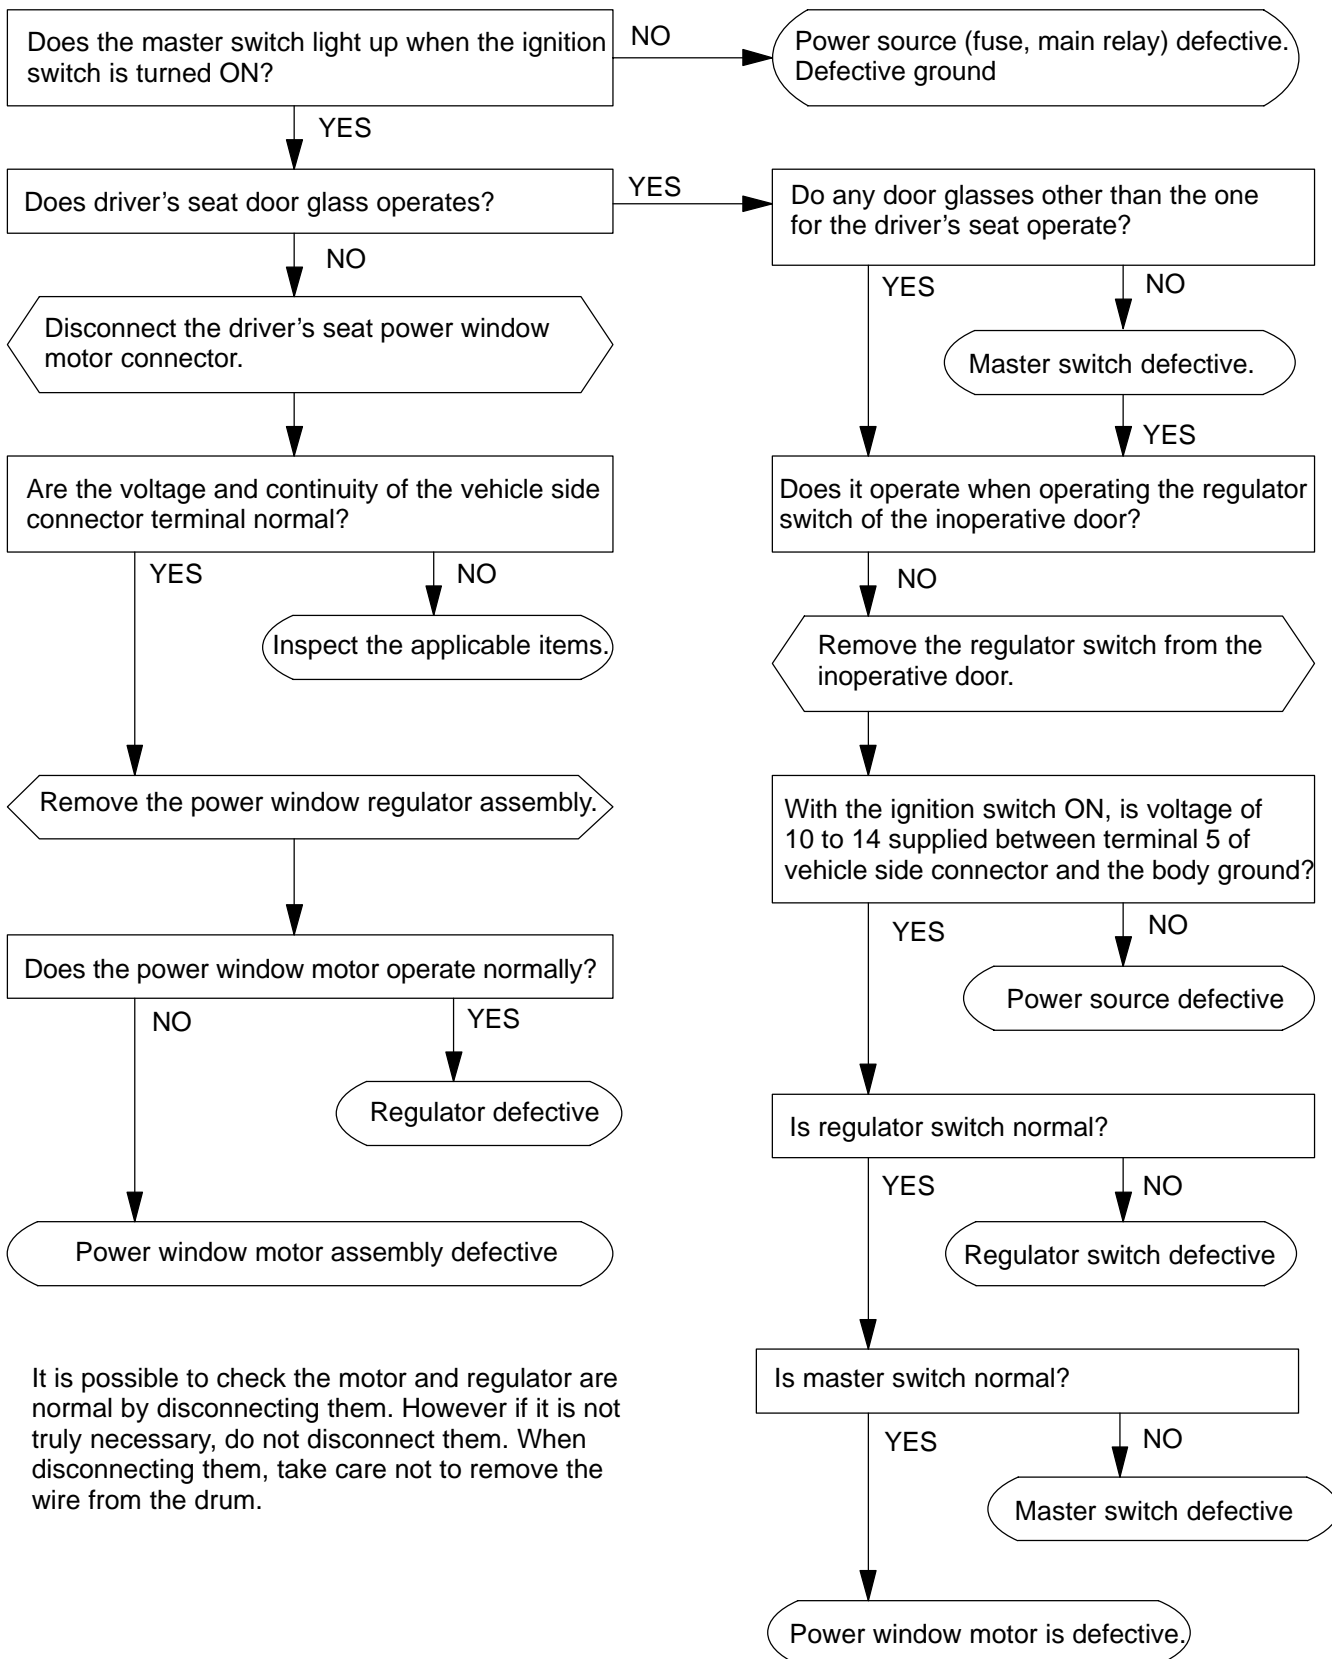 Does the master switch light up when the ignition
switch is turned ON?
NO
Power source (fuse, main relay) defective.
Defective ground
YES
Does driver's seat door glass operates?
YES
Do any door glasses other than the one
for the driver's seat operate?
NO
YES
NO
Disconnect the driver's seat power window
motor connector.
Master switch defective.
YES
Are the voltage and continuity of the vehicle side
connector terminal normal?
Does it operate when operating the regulator
switch of the inoperative door?
YES
NO
NO
Inspect the applicable items.
Remove the regulator switch from the
inoperative door.
Remove the power window regulator assembly.
With the ignition switch ON, is voltage of
10 to 14 supplied between terminal 5 of
vehicle side connector and the body ground?
YES
NO
Does the power window motor operate normally?
Power source defective
NO
YES
Regulator defective
Is regulator switch normal?
YES
NO
Power window motor assembly defective
Regulator switch defective
It is possible to check the motor and regulator are
normal by disconnecting them. However if it is not
truly necessary, do not disconnect them. When
disconnecting them, take care not to remove the
wire from the drum.
Is master switch normal?
YES
NO
Master switch defective
Power window motor is defective.